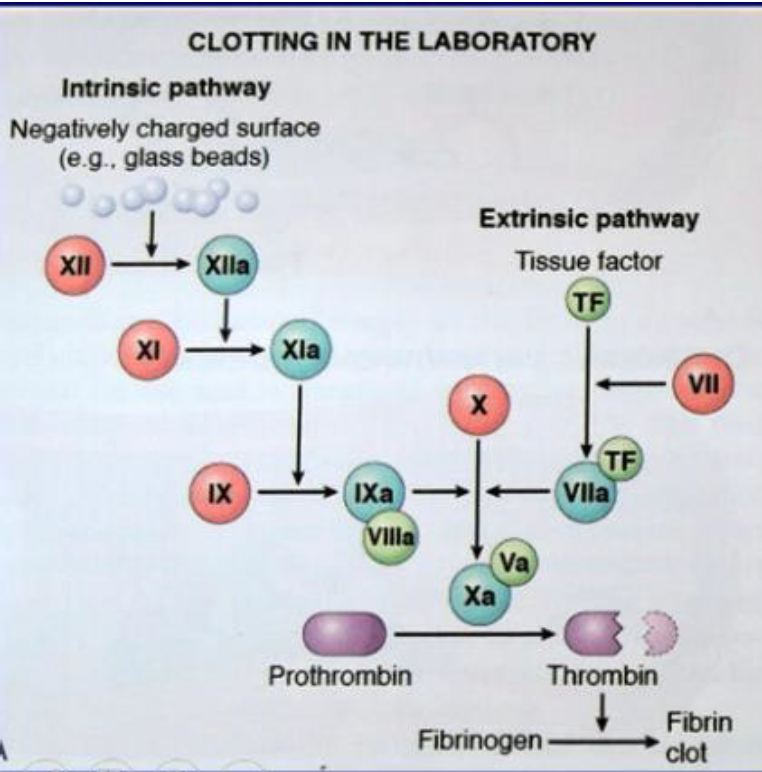 CLOTTING IN THE LABORATORY
Intrinsic pathway
Negatively charged surface
(e.g., glass beads)
Extrinsic pathway
Tissue factor
XII
XIIa
TF
XI
XIa
VII
X
TF
IX
IXa
VIIa
VIIIa
Va
Xa
Prothrombin
Thrombin
Fibrinogen
Fibrin
clot
A